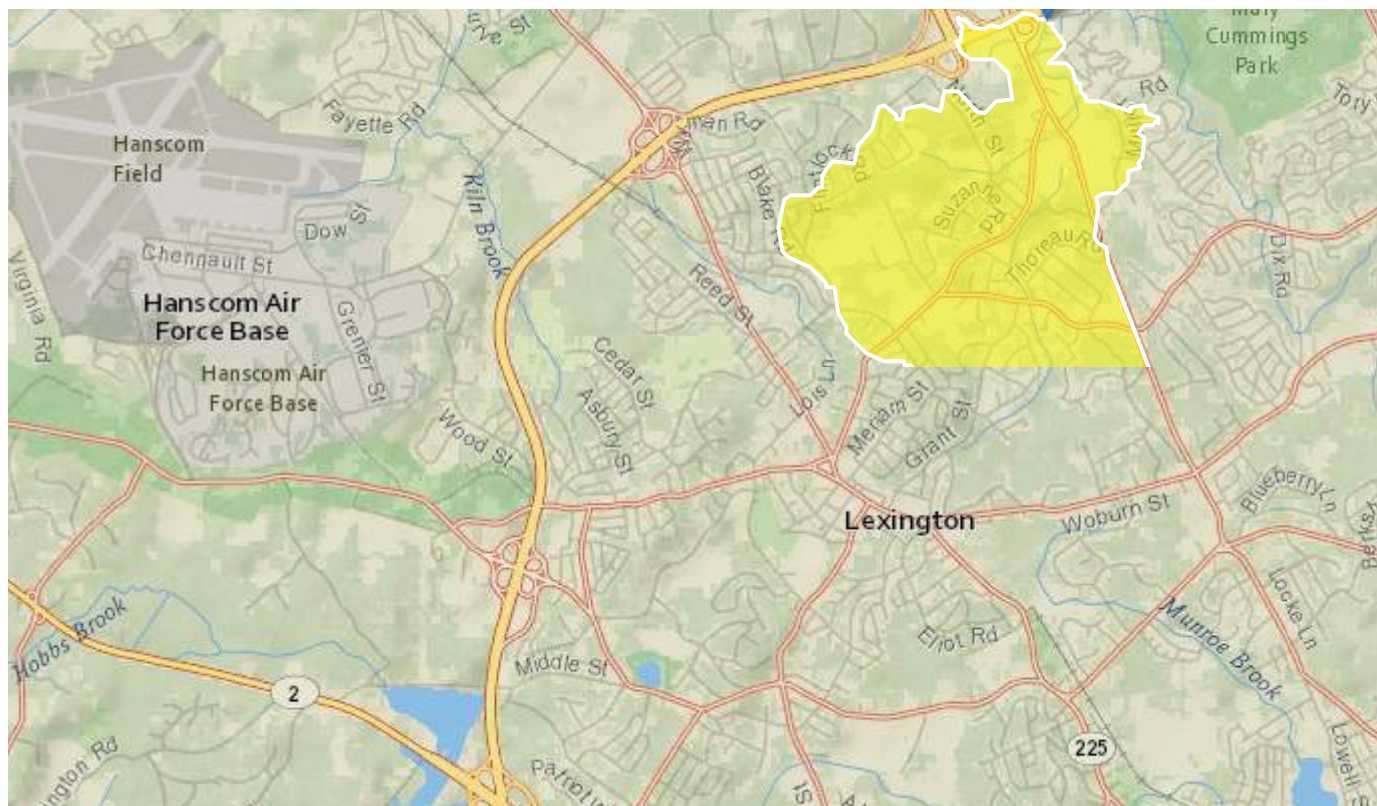 Mary
Cummings
Park
Fayette Rd
Hanscom
Field
Kiln Brook
Blake
Suzanne Rd
Thoreau Rd
Dow St
Chennault St
Virginia Rd
Grenier St
Bix Rd
Reed St
Hanscom Air
Force Base
Hanscom Air
Force Base
Cedar St
Asbury St
Lois Ln
Meriam St
Grant St
Wood St
Lexington
Woburn St
Blueberry Ln
Locke Ln
Hobbs Brook
Eliot Rd
Munroe Brook
Middle St
2
225